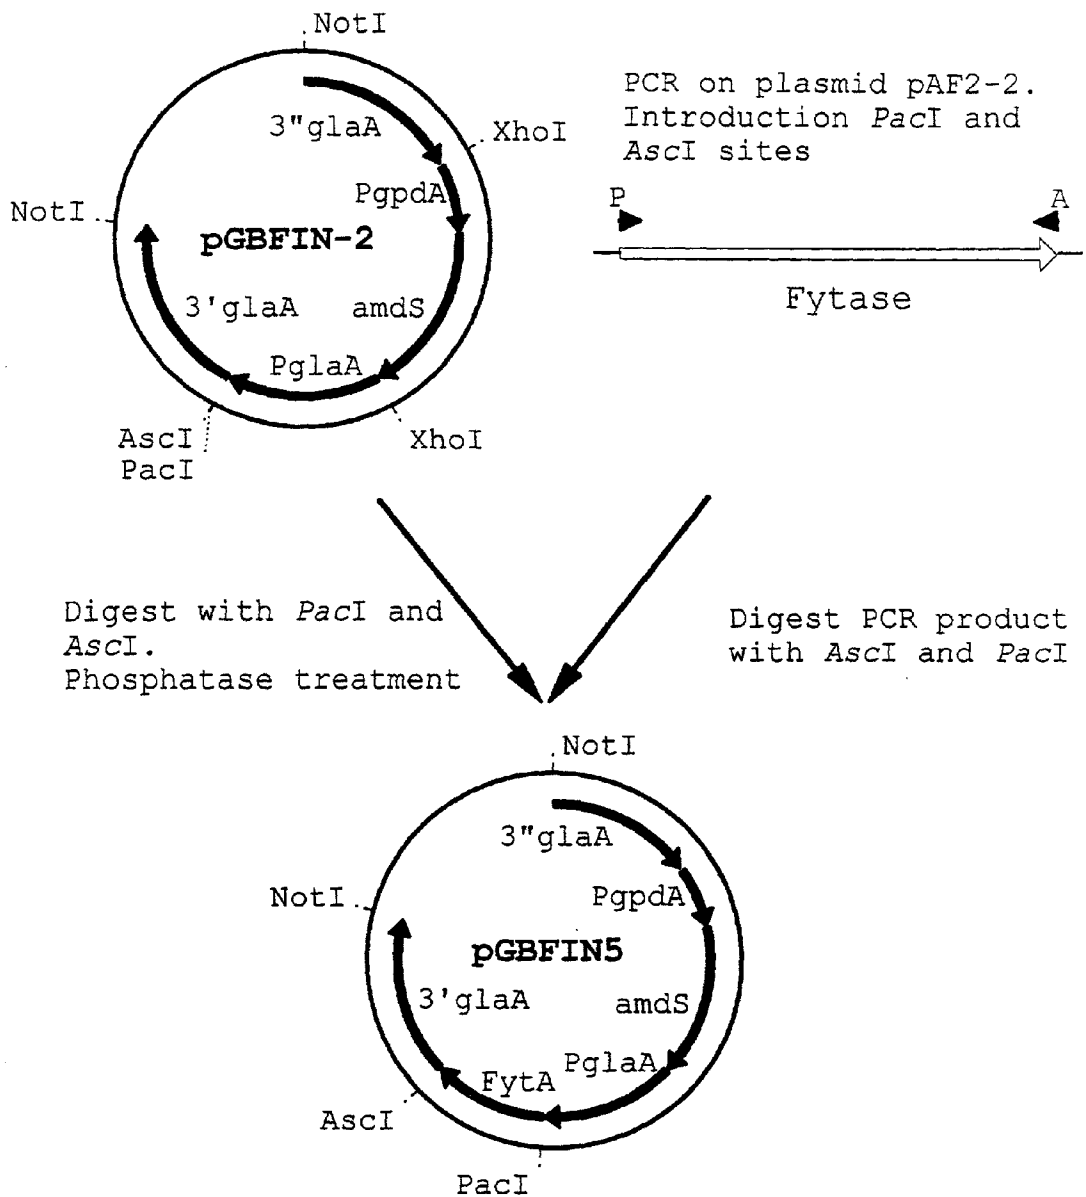 NotI
3"glaA
XhoI
PgpdA
NotI
pGBFIN-2
3'glaA
amdS
PglaA
AscI
PacI
XhoI
PCR on plasmid pAF2-2.
Introduction PacI and
AscI sites
P
A
Fytase
Digest with PacI and
AscI.
Phosphatase treatment
Digest PCR product
with AscI and PacI
NotI
3"glaA
NotI
PgpdA
pGBFIN5
3'glaA
amdS
PglaA
FytA
AscI
PacI